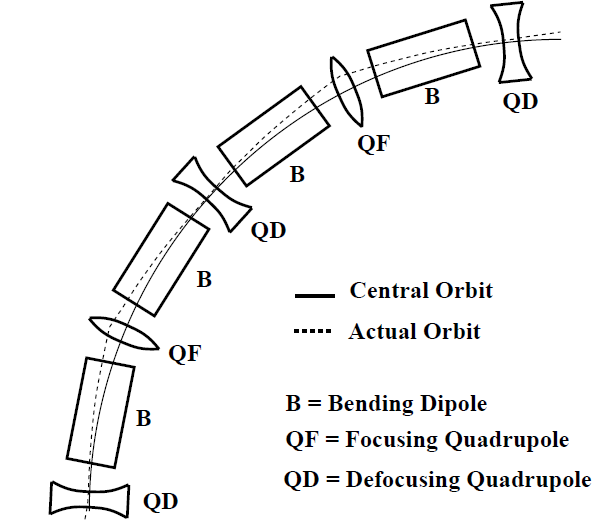 B
QD
QF
B
QD
B
Central Orbit
Actual Orbit
QF
B = Bending Dipole
B
QF = Focusing Quadrupole
QD = Defocusing Quadrupole
QD